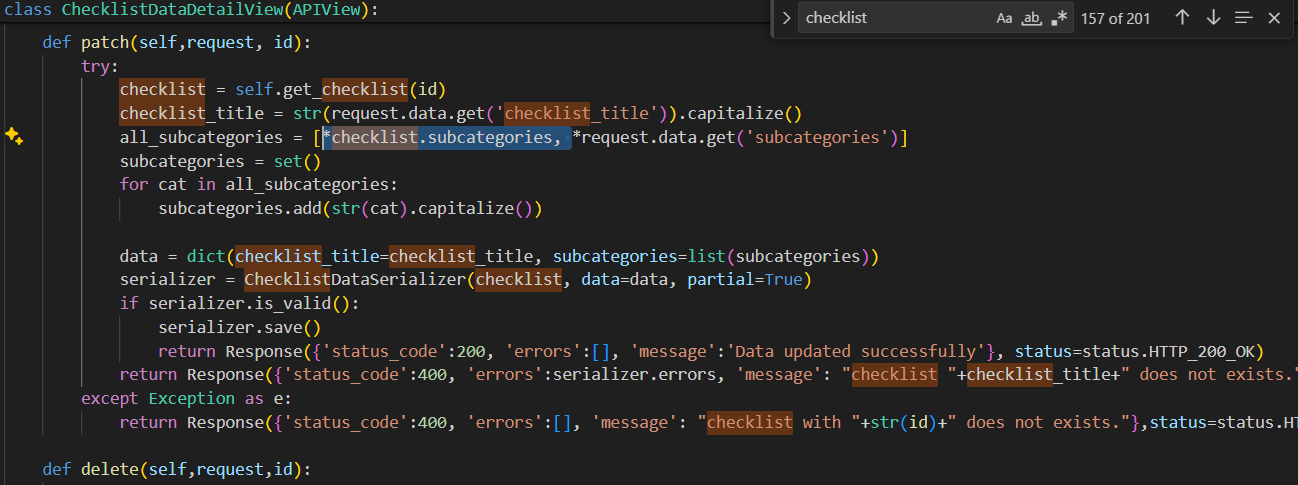 class ChecklistDataDetailView(APIView):
checklist
Aa ab .* 157 of 201
def patch(self,request, id):
try:
checklist = self.get_checklist(id)
checklist_title = str(request.data.get('checklist_title')).capitalize()
all_subcategories = [*checklist.subcategories, *request.data.get('subcategories')]
subcategories = set()
for cat in all_subcategories:
subcategories.add(str(cat).capitalize())
data = dict(checklist_title=checklist_title, subcategories=list(subcategories))
serializer = ChecklistDataSerializer(checklist, data=data, partial=True)
if serializer.is_valid():
serializer.save()
return Response({'status_code':200, 'errors':[], 'message':'Data updated successfully'}, status=status.HTTP_200_OK)
return Response({'status_code':400, 'errors':serializer.errors, 'message': "checklist "+checklist_title+" does not exists."
except Exception as e:
return Response({'status_code':400, 'errors':[], 'message': "checklist with "+str(id)+" does not exists."},status=status.HT
def delete(self,request,id):